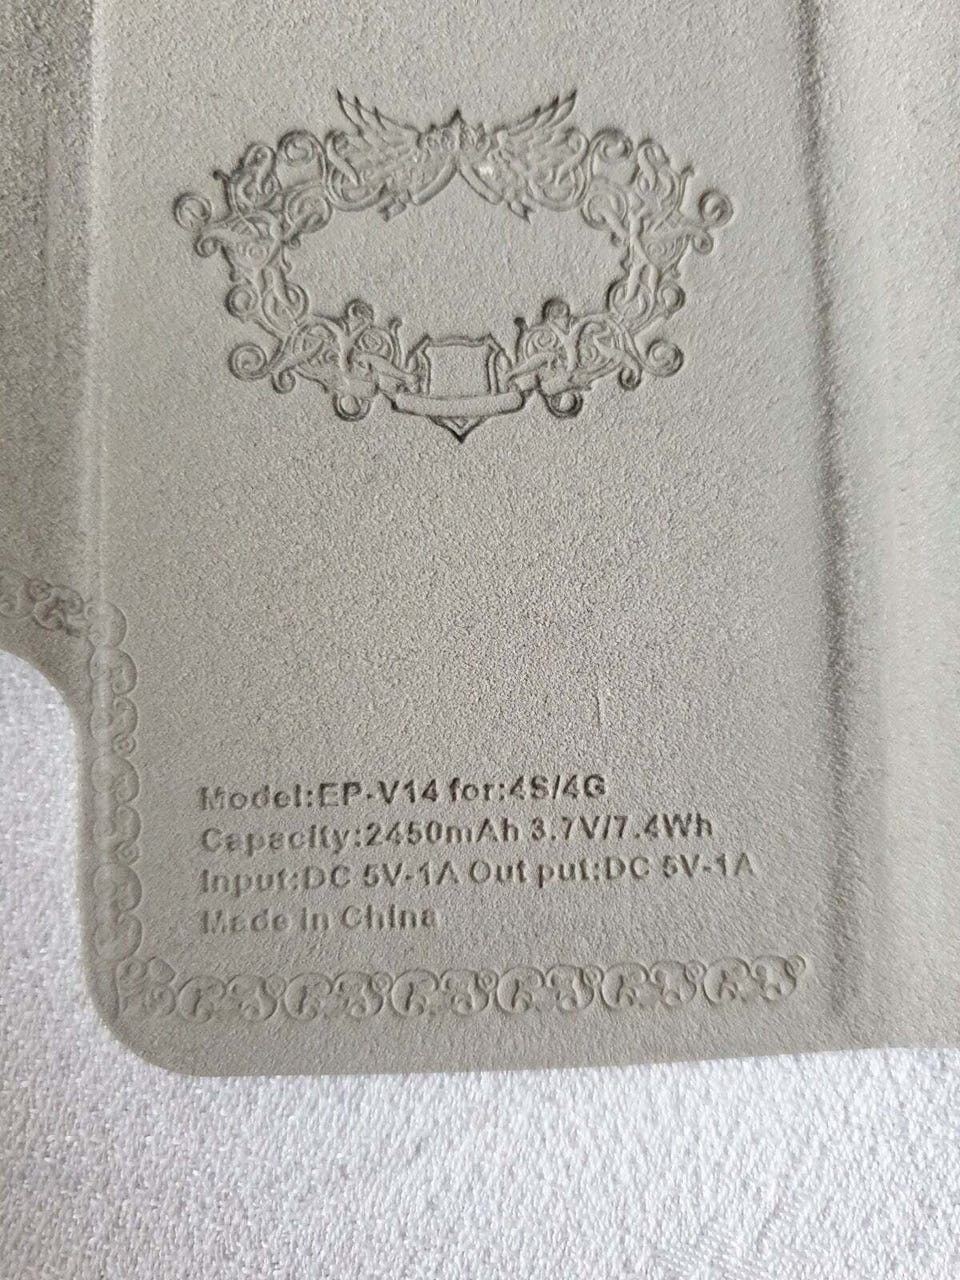 Model:EP-V14 for:4S/4G
Capacity:2450mAh 3.7V/7.4Wh
Input:DC 5V-1A Out put:DC 5V-1A
Made in China